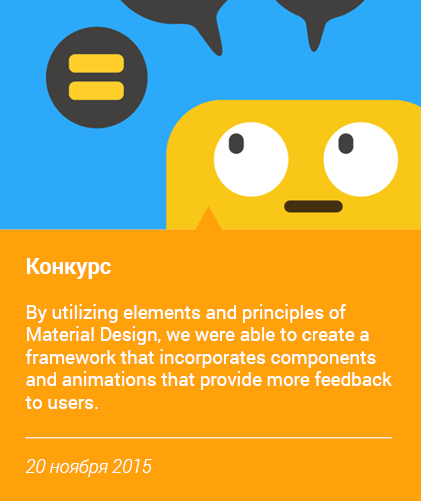 Конкурс
By utilizing elements and principles of
Material Design, we were able to create a
framework that incorporates components
and animations that provide more feedback
to users.
20 ноября 2015